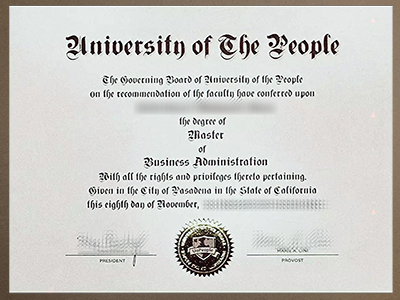 University of The People
The Governing Board of University of the People
on the recommendation of the faculty have conferred upon
the degree of
Master
of
Business Administration
With all the rights and privileges thereto pertaining.
Given in the City of Pasadena in the State of California
this eighth day of November,
PRESIDENT
PROVOST